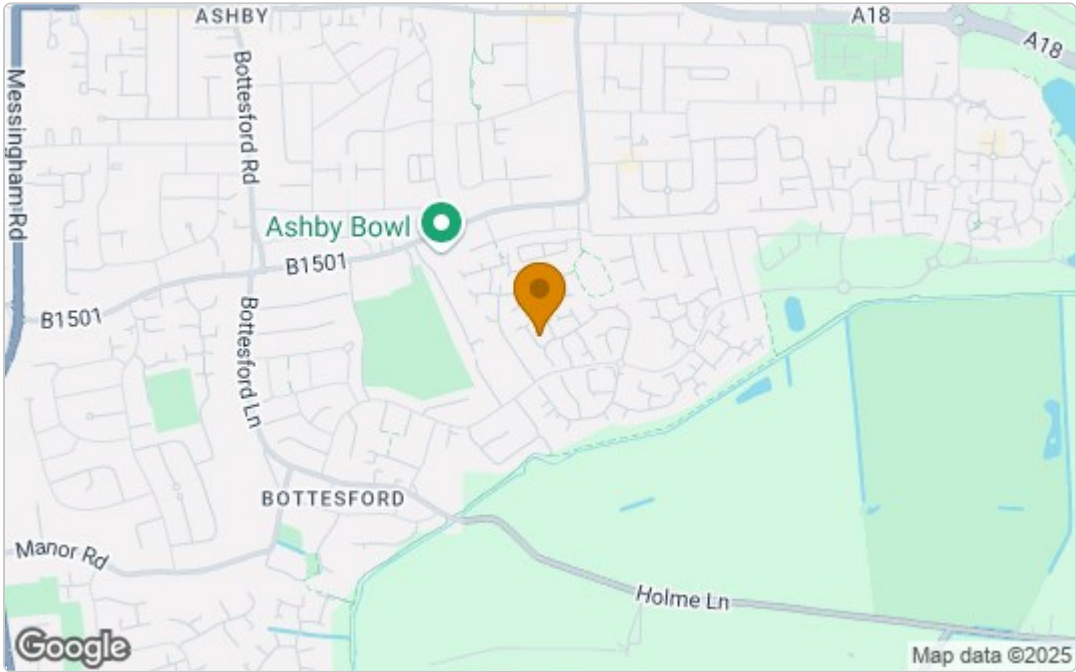 ASHBY
A18
A18
Messingham Rd
Bottesford Rd
Ashby Bowl
B1501
B1501
Bottesford Ln
BOTTESFORD
Manor Rd
Holme Ln
Google
Map data ©2025